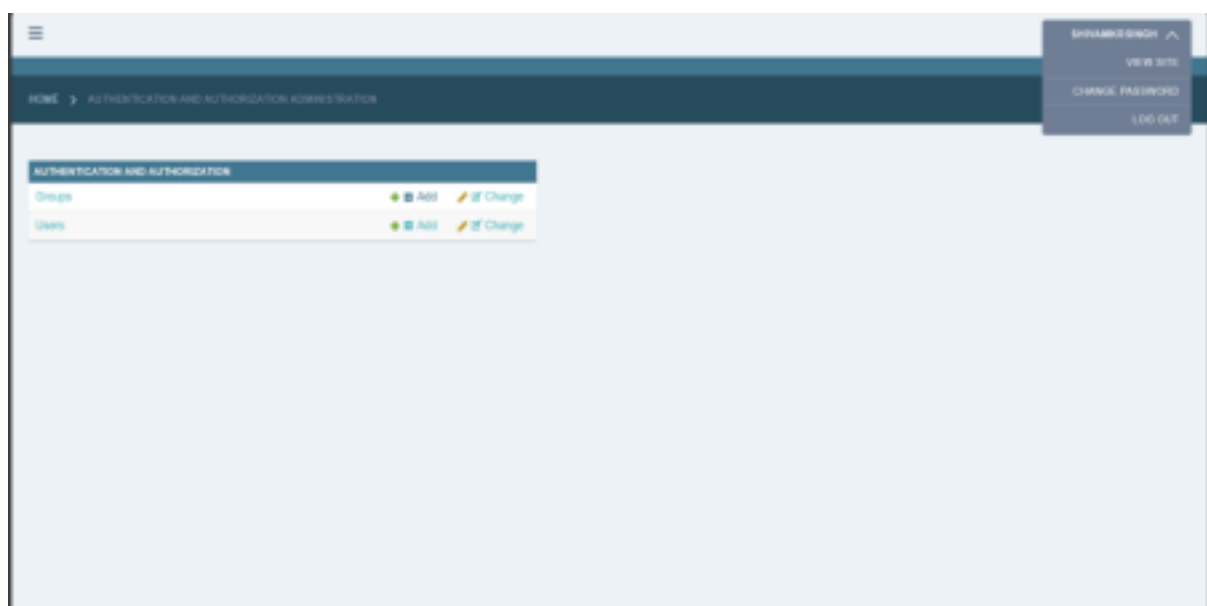 SHIVAMKRSINGH
VIEW SITE
HOME > AUTHENTICATION AND AUTHORIZATION ADMINISTRATION
CHANGE PASSWORD
LOG OUT
AUTHENTICATION AND AUTHORIZATION
Groups Add Change
Users Add Change